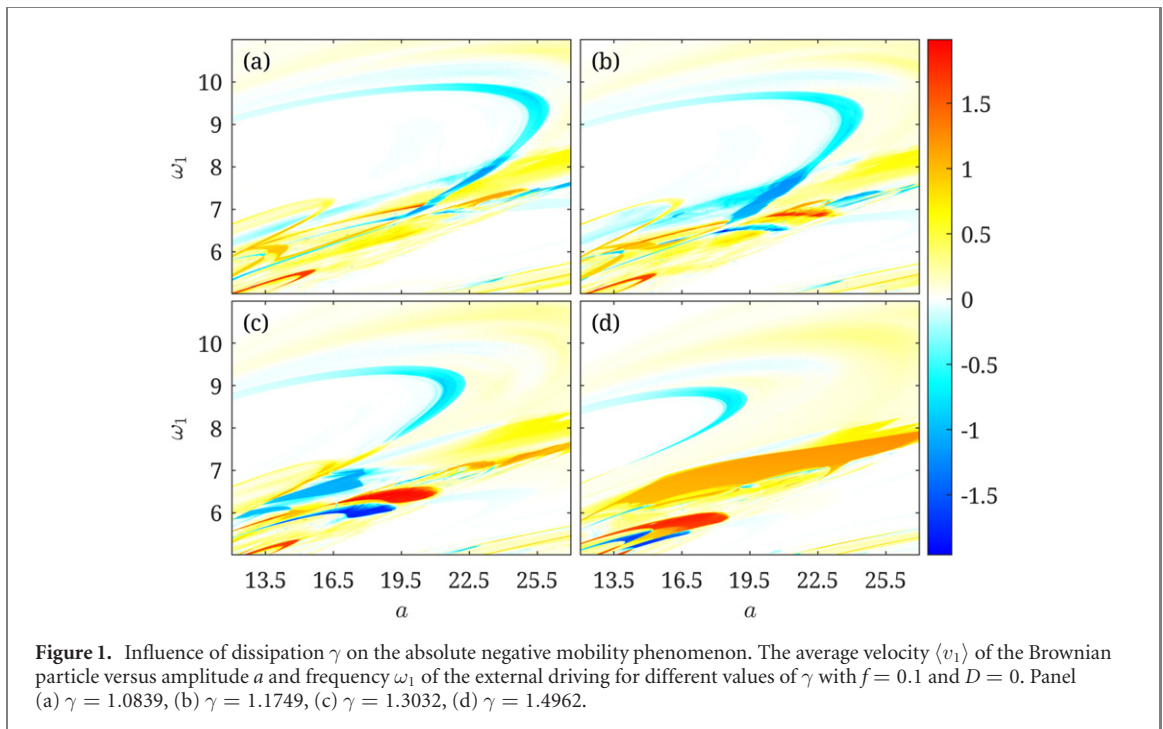 (a)
(b)
10
9
8
7
6
ω₁
1.5
1
0.5
0
-0.5
-1
-1.5
(c)
(d)
10
9
8
7
6
ω₁
13.5 16.5 19.5 22.5 25.5
13.5 16.5 19.5 22.5 25.5
a
a
Figure 1. Influence of dissipation γ on the absolute negative mobility phenomenon. The average velocity ⟨v₁⟩ of the Brownian
particle versus amplitude a and frequency ω₁ of the external driving for different values of γ with f = 0.1 and D = 0. Panel
(a) γ = 1.0839, (b) γ = 1.1749, (c) γ = 1.3032, (d) γ = 1.4962.